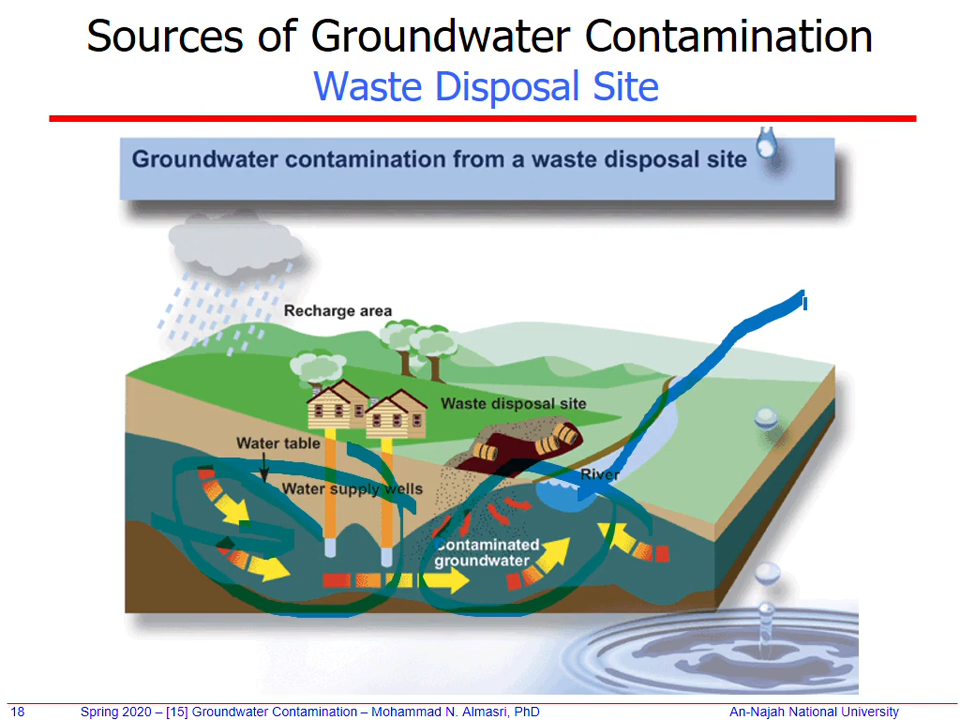 Sources of Groundwater Contamination
Waste Disposal Site
Groundwater contamination from a waste disposal site
Recharge area
Waste disposal site
Water table
River
Water supply wells
Contaminated
groundwater
18 Spring 2020 – [15] Groundwater Contamination – Mohammad N. Almasri, PhD An-Najah National University